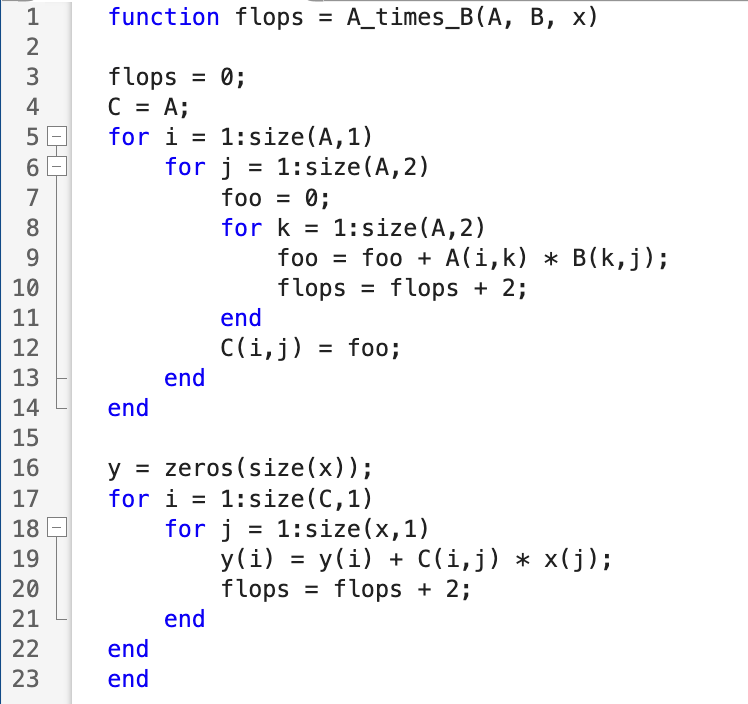 1 function flops = A_times_B(A, B, x)
2
3 flops = 0;
4 C = A;
5 for i = 1:size(A,1)
6     for j = 1:size(A,2)
7         foo = 0;
8         for k = 1:size(A,2)
9             foo = foo + A(i,k) * B(k,j);
10             flops = flops + 2;
11         end
12         C(i,j) = foo;
13     end
14 end
15
16 y = zeros(size(x));
17 for i = 1:size(C,1)
18     for j = 1:size(x,1)
19         y(i) = y(i) + C(i,j) * x(j);
20         flops = flops + 2;
21     end
22 end
23 end